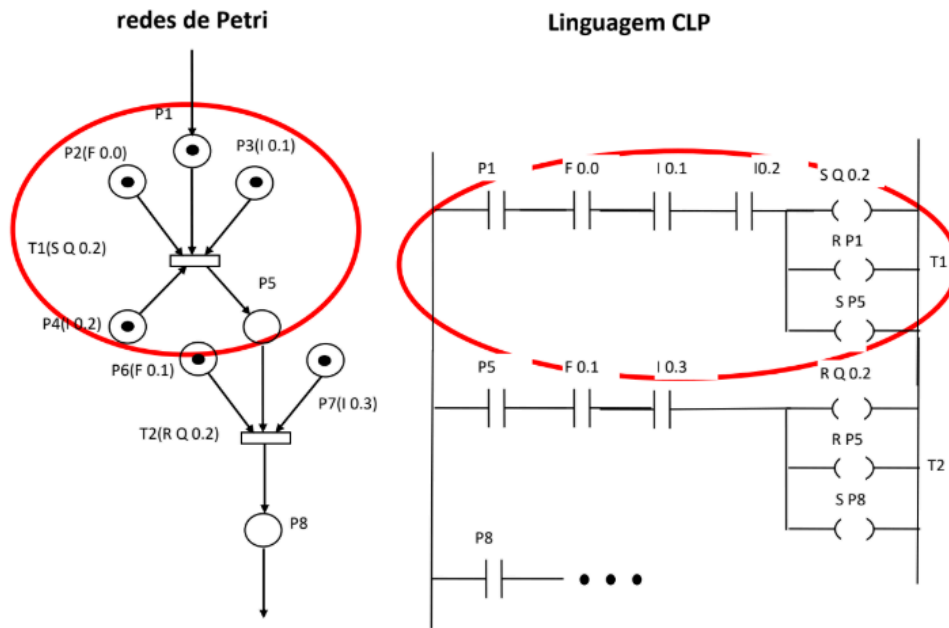 redes de Petri
Linguagem CLP
P1
P2(F 0.0)
P3(I 0.1)
T1(S Q 0.2)
P5
P4(I 0.2)
P6(F 0.1)
P7(I 0.3)
T2(R Q 0.2)
P8
P1 F 0.0 I 0.1 I0.2 S Q 0.2
R P1
T1
S P5
P5 F 0.1 I 0.3 R Q 0.2
R P5
T2
S P8
P8